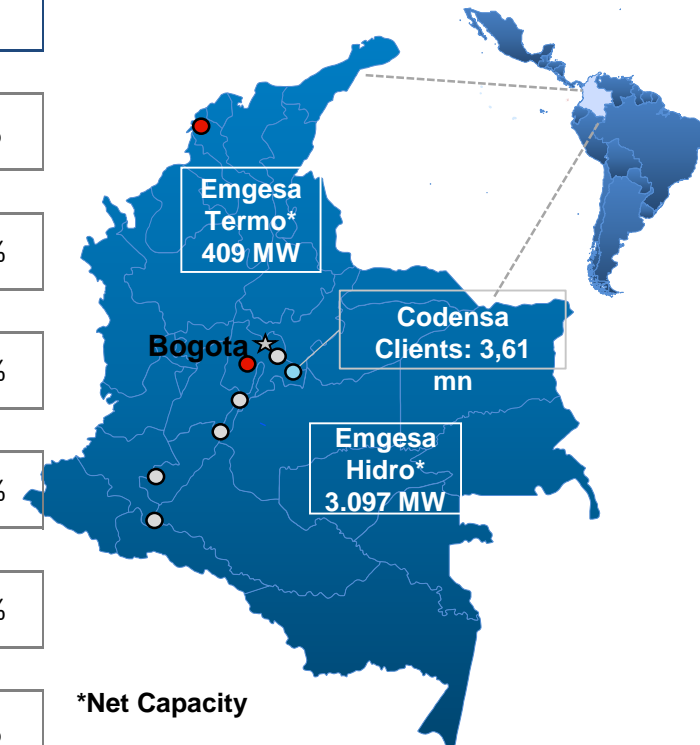 %
%
%
%
Emgesa
Termo*
409 MW
Bogota
Codensa
Clients: 3,61
mn
Emgesa
Hidro*
3.097 MW
*Net Capacity